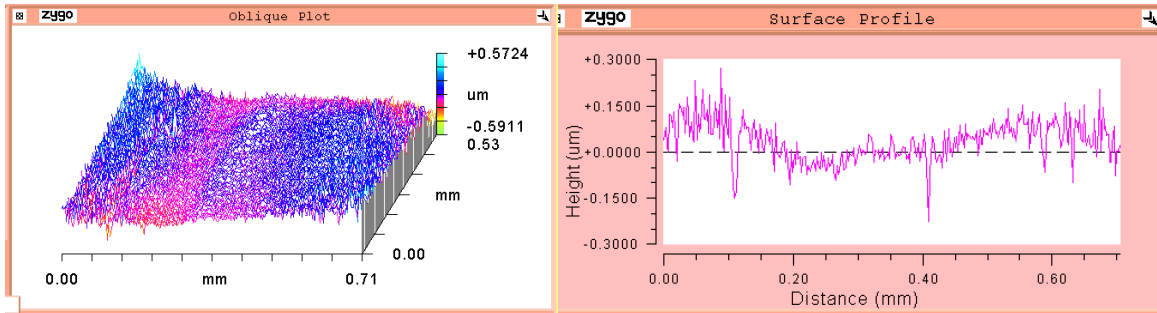 zygo
Oblique Plot
+0.5724
um
-0.5911
0.53
mm
0.00
0.00
mm
0.71
zygo
Surface Profile
+0.3000
+0.1500
+0.0000
-0.1500
-0.3000
Height (um)
0.00
0.20
0.40
0.60
Distance (mm)